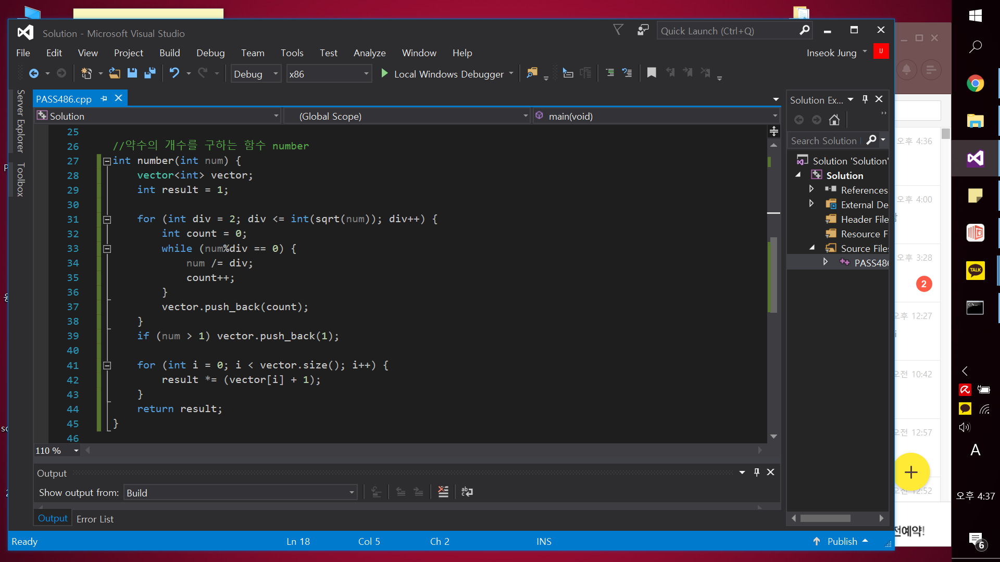 Solution - Microsoft Visual Studio
Quick Launch (Ctrl+Q)
File Edit View Project Build Debug Team Tools Test Analyze Window Help
Inseok Jung
IJ
Debug
x86
Local Windows Debugger
Server Explorer
Toolbox
PASS486.cpp
Solution
(Global Scope)
main(void)
25
26 //약수의 개수를 구하는 함수 number
27 int number(int num) {
28 vector<int> vector;
29 int result = 1;
30
31 for (int div = 2; div <= int(sqrt(num)); div++) {
32 int count = 0;
33 while (num%div == 0) {
34 num /= div;
35 count++;
36 }
37 vector.push_back(count);
38 }
39 if (num > 1) vector.push_back(1);
40
41 for (int i = 0; i < vector.size(); i++) {
42 result *= (vector[i] + 1);
43 }
44 return result;
45 }
46
110 %
Output
Show output from: Build
Output Error List
Ready
Ln 18
Col 5
Ch 2
INS
Publish
Solution Ex...
Search Solution
Solution 'Solution'
Solution
References
External De
Header File
Resource F
Source Files
PASS486
오후 4:36
오후 4:00
오후 3:28
2
오후 12:27
오전 10:42
오전 12:57
오전 12:52
전예약!
TALK
A
오후 4:37
6